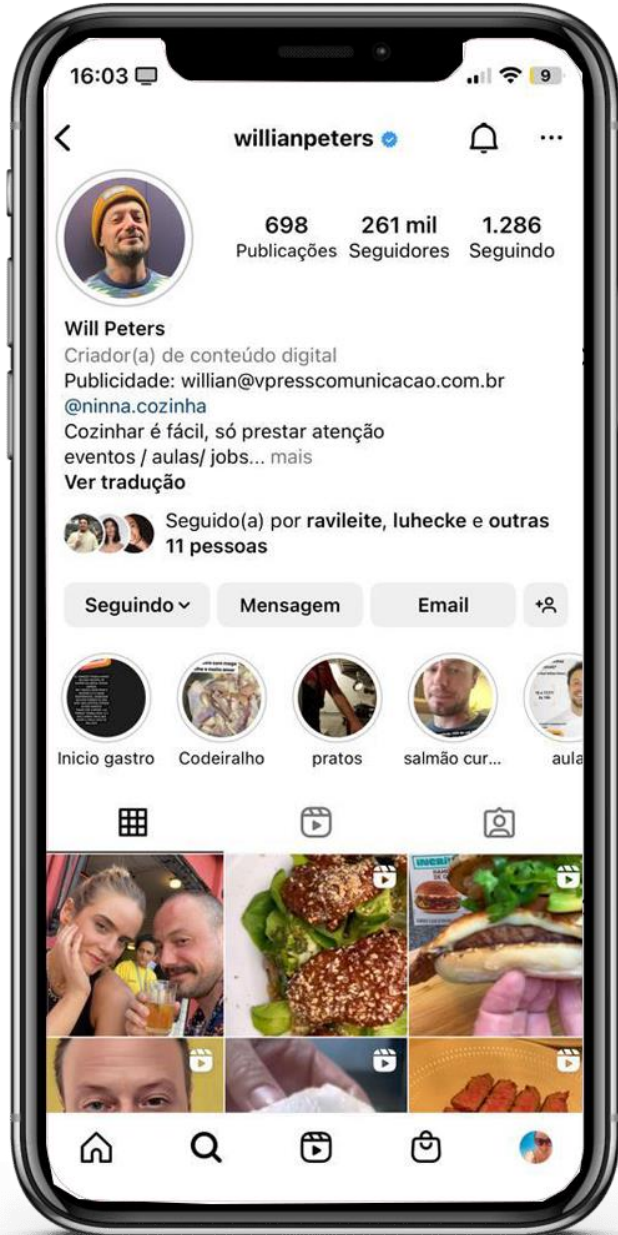 16:03
9
willianpeters
698 261 mil 1.286
Publicações Seguidores Seguindo
Will Peters
Criador(a) de conteúdo digital
Publicidade: willian@vpresscomunicacao.com.br
@ninna.cozinha
Cozinhar é fácil, só prestar atenção
eventos / aulas/ jobs... mais
Ver tradução
Seguido(a) por ravileite, luhecke e outras
11 pessoas
Seguindo Mensagem Email
Inicio gastro Codeiralho pratos salmão cur... aula